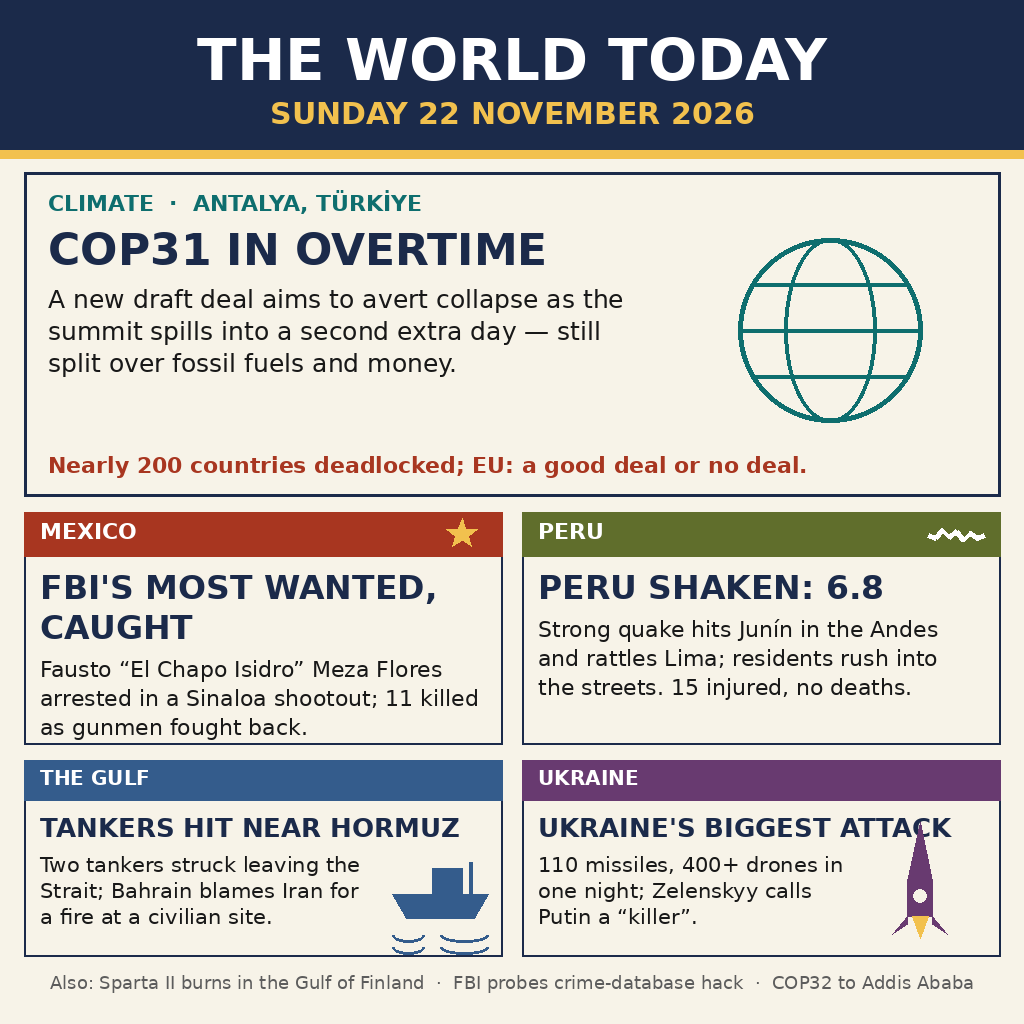 THE WORLD TODAY
SUNDAY 22 NOVEMBER 2026
CLIMATE · ANTALYA, TÜRKİYE
COP31 IN OVERTIME
A new draft deal aims to avert collapse as the
summit spills into a second extra day — still
split over fossil fuels and money.
Nearly 200 countries deadlocked; EU: a good deal or no deal.
MEXICO
FBI'S MOST WANTED,
CAUGHT
Fausto “El Chapo Isidro” Meza Flores
arrested in a Sinaloa shootout; 11 killed
as gunmen fought back.
PERU
PERU SHAKEN: 6.8
Strong quake hits Junín in the Andes
and rattles Lima; residents rush into
the streets. 15 injured, no deaths.
THE GULF
TANKERS HIT NEAR HORMUZ
Two tankers struck leaving the
Strait; Bahrain blames Iran for
a fire at a civilian site.
UKRAINE
UKRAINE'S BIGGEST ATTACK
110 missiles, 400+ drones in
one night; Zelenskyy calls
Putin a “killer”.
Also: Sparta II burns in the Gulf of Finland · FBI probes crime-database hack · COP32 to Addis Ababa